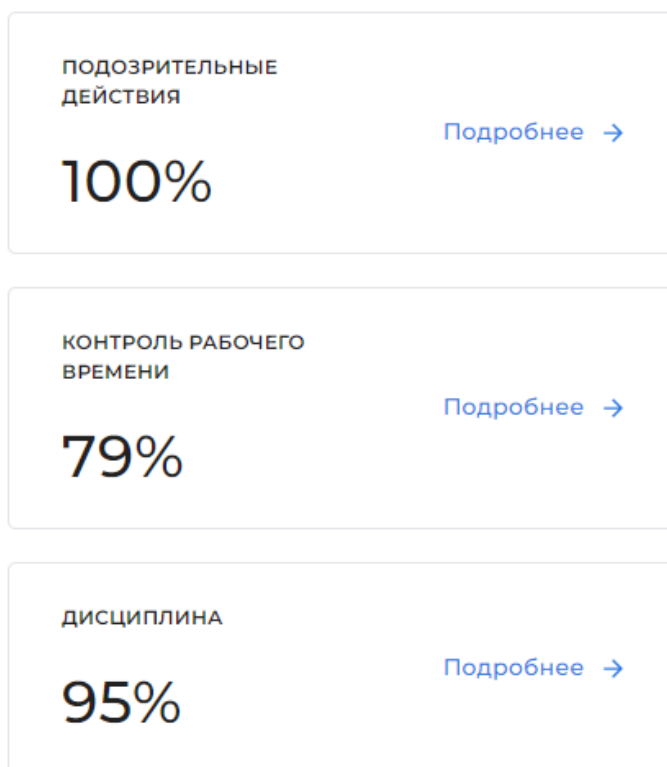 ПОДОЗРИТЕЛЬНЫЕ
ДЕЙСТВИЯ
Подробнее →
100%
КОНТРОЛЬ РАБОЧЕГО
ВРЕМЕНИ
Подробнее →
79%
ДИСЦИПЛИНА
Подробнее →
95%